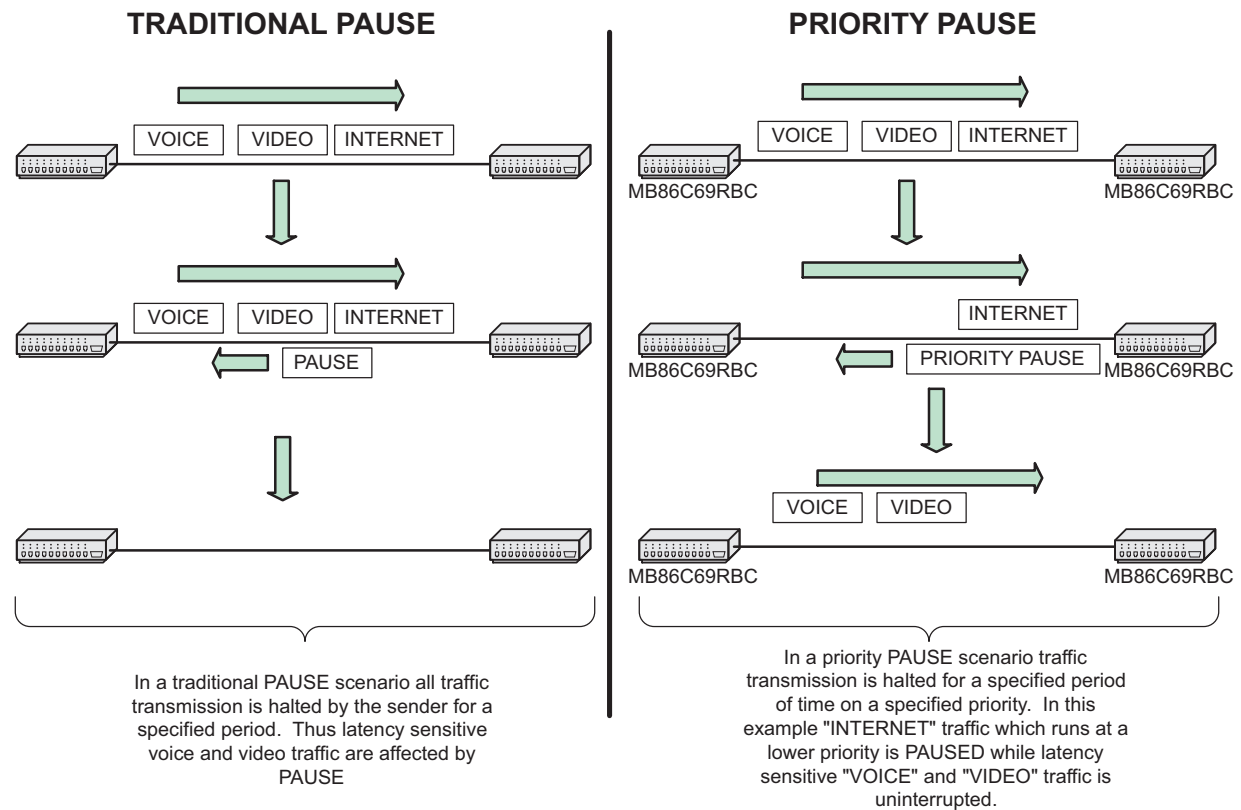 TRADITIONAL PAUSE
VOICE
VIDEO
INTERNET
VOICE
VIDEO
INTERNET
PAUSE
In a traditional PAUSE scenario all traffic
transmission is halted by the sender for a
specified period. Thus latency sensitive
voice and video traffic are affected by
PAUSE
PRIORITY PAUSE
VOICE
VIDEO
INTERNET
MB86C69RBC
MB86C69RBC
INTERNET
PRIORITY PAUSE
MB86C69RBC
MB86C69RBC
VOICE
VIDEO
MB86C69RBC
MB86C69RBC
In a priority PAUSE scenario traffic
transmission is halted for a specified period
of time on a specified priority. In this
example "INTERNET" traffic which runs at a
lower priority is PAUSED while latency
sensitive "VOICE" and "VIDEO" traffic is
uninterrupted.